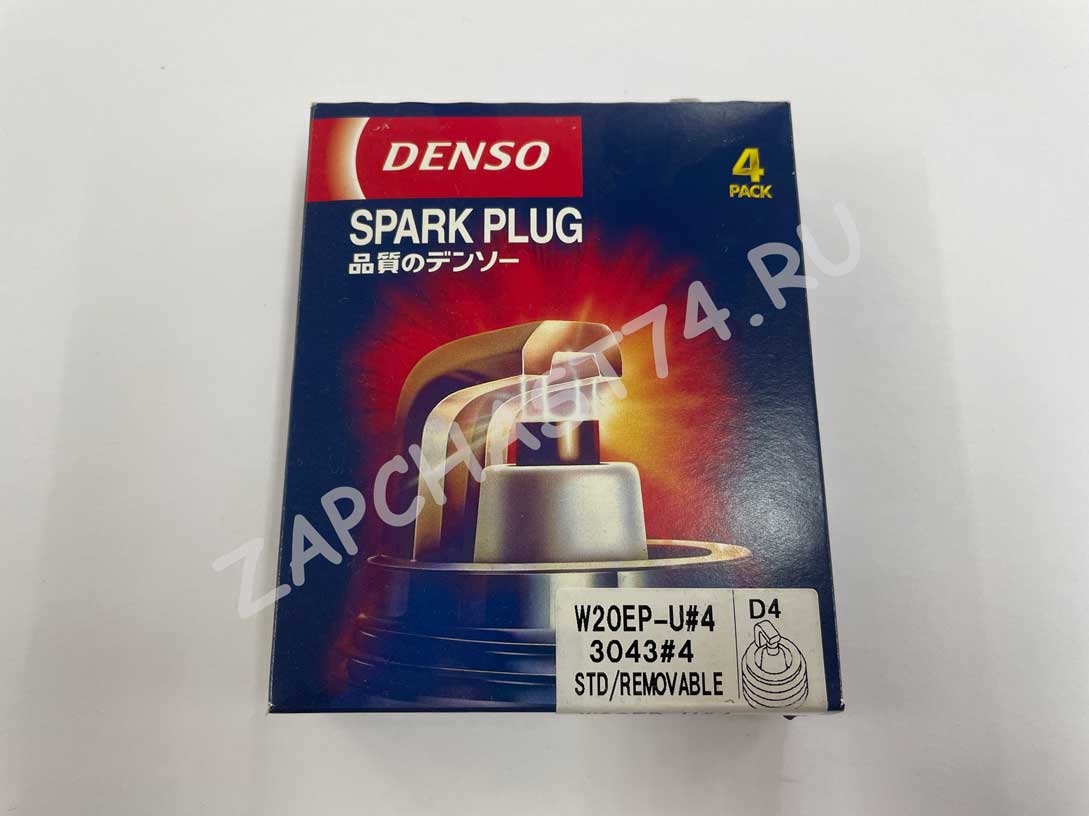 DENSO
4
PACK
SPARK PLUG
品質のデンソー
ZAPCHAST74.RU
W20EP-U#4
3043#4
STD/REMOVABLE
D4